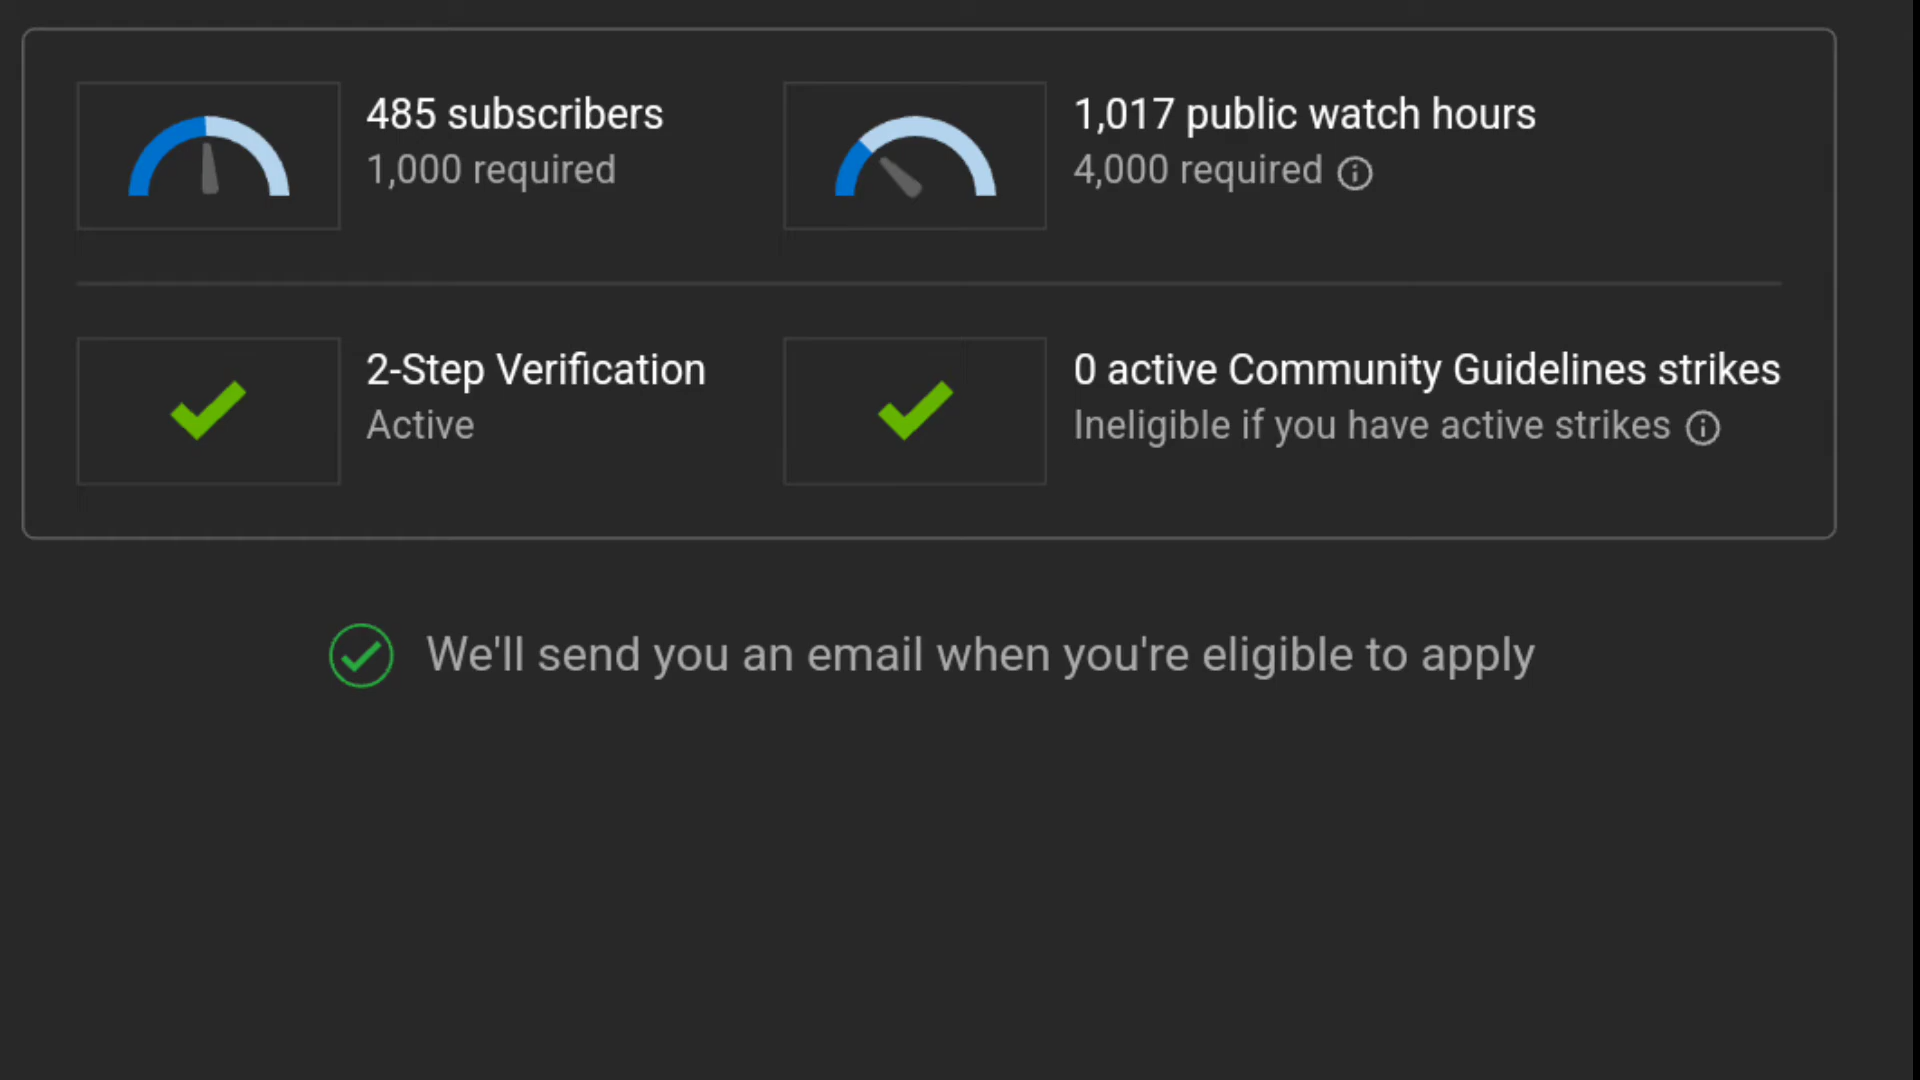 485 subscribers
1,000 required
1,017 public watch hours
4,000 required
2-Step Verification
Active
0 active Community Guidelines strikes
Ineligible if you have active strikes
We'll send you an email when you're eligible to apply